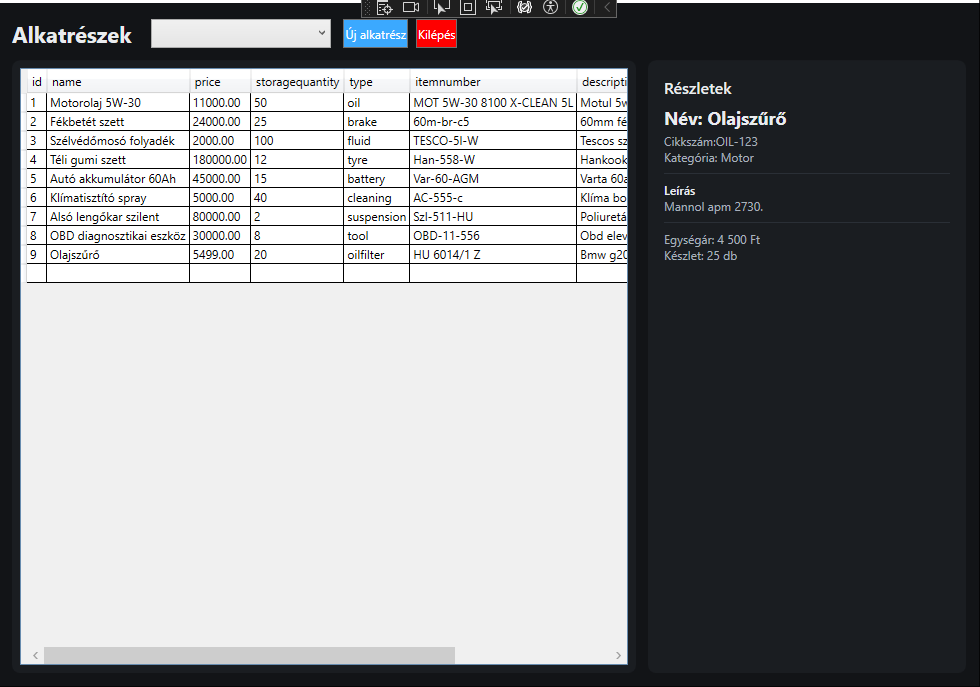 Alkatrészek
Új alkatrész
Kilépés
id name price storagequantity type itemnumber descripti
1 Motorolaj 5W-30 11000.00 50 oil MOT 5W-30 8100 X-CLEAN 5L Motul 5w
2 Fékbetét szett 24000.00 25 brake 60m-br-c5 60mm fé
3 Szélvédőmosó folyadék 2000.00 100 fluid TESCO-5l-W Tescos sz
4 Téli gumi szett 180000.00 12 tyre Han-558-W Hankook
5 Autó akkumulátor 60Ah 45000.00 15 battery Var-60-AGM Varta 60a
6 Klímatisztító spray 5000.00 40 cleaning AC-555-c Klíma bo
7 Alsó lengőkar szilent 80000.00 2 suspension Szl-511-HU Poliuretá
8 OBD diagnosztikai eszköz 30000.00 8 tool OBD-11-556 Obd elev
9 Olajszűrő 5499.00 20 oilfilter HU 6014/1 Z Bmw g20
Részletek
Név: Olajszűrő
Cikkszám:OIL-123
Kategória: Motor
Leírás
Mannol apm 2730.
Egységár: 4 500 Ft
Készlet: 25 db